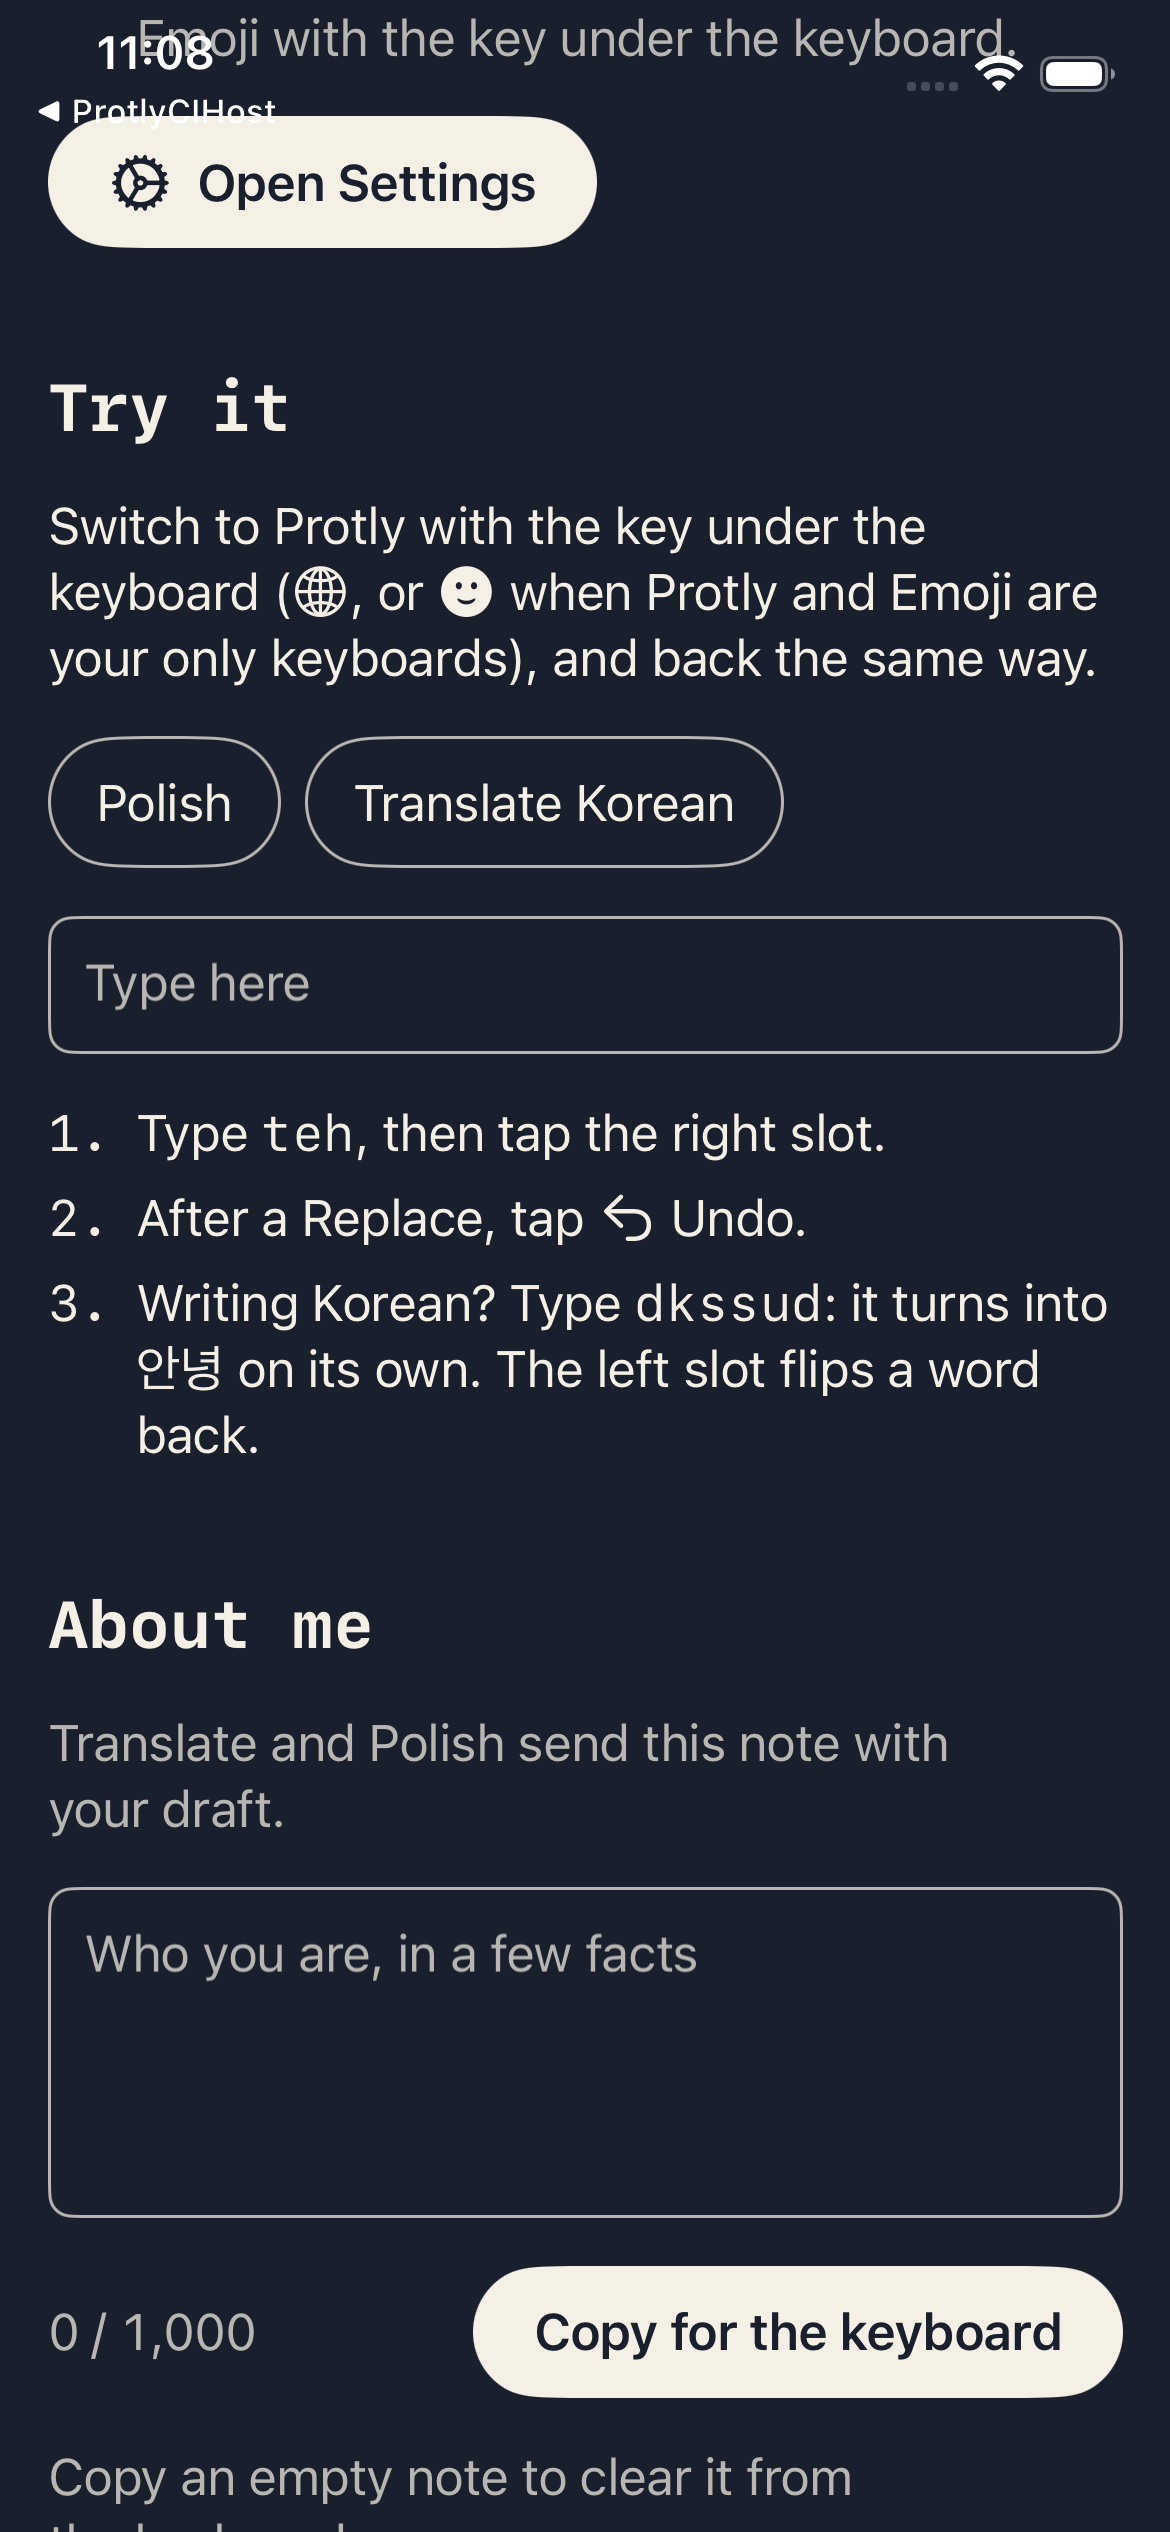 Emoji with the key under the keyboard.
11:08
ProtlyCIHost
Open Settings
Try it
Switch to Protly with the key under the
keyboard (🌐, or 🙂 when Protly and Emoji are
your only keyboards), and back the same way.
Polish
Translate Korean
Type here
1. Type teh, then tap the right slot.
2. After a Replace, tap ↩ Undo.
3. Writing Korean? Type dkssud: it turns into
안녕 on its own. The left slot flips a word
back.
About me
Translate and Polish send this note with
your draft.
Who you are, in a few facts
0 / 1,000
Copy for the keyboard
Copy an empty note to clear it from